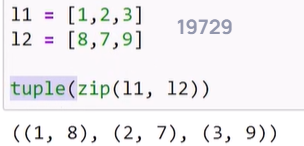 l1 = [1,2,3]
l2 = [8,7,9]
19729
tuple(zip(l1, l2))
((1, 8), (2, 7), (3, 9))